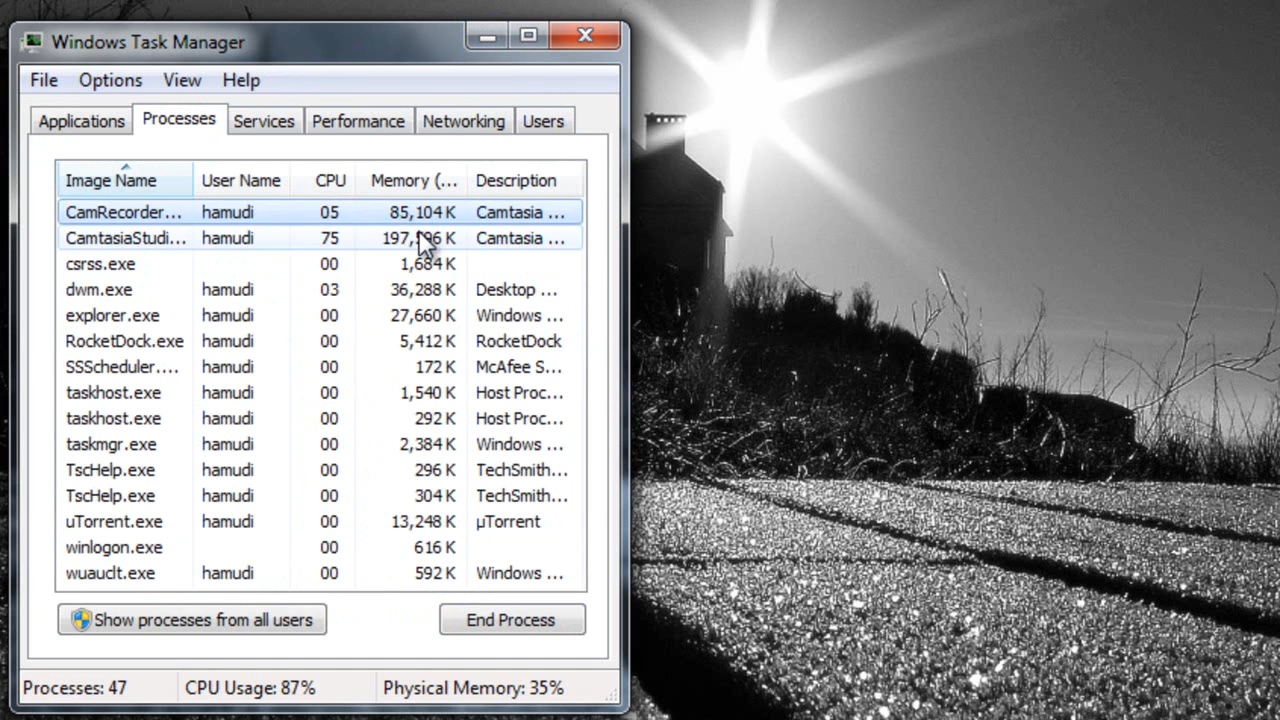 Windows Task Manager
File Options View Help
Applications Processes Services Performance Networking Users
Image Name User Name CPU Memory (... Description
CamRecorder... hamudi 05 85,104 K Camtasia ...
CamtasiaStudi... hamudi 75 K Camtasia ...
csrss.exe 00 1,684 K
dwm.exe hamudi 03 36,288 K Desktop ...
explorer.exe hamudi 00 27,660 K Windows ...
RocketDock.exe hamudi 00 5,412 K RocketDock
SSScheduler.... hamudi 00 172 K McAfee S...
taskhost.exe hamudi 00 1,540 K Host Proc...
taskhost.exe hamudi 00 292 K Host Proc...
taskmgr.exe hamudi 00 2,384 K Windows ...
TscHelp.exe hamudi 00 296 K TechSmith...
TscHelp.exe hamudi 00 304 K TechSmith...
uTorrent.exe hamudi 00 13,248 K µTorrent
winlogon.exe 00 616 K
wuauclt.exe hamudi 00 592 K Windows ...
Show processes from all users End Process
Processes: 47 CPU Usage: 87% Physical Memory: 35%